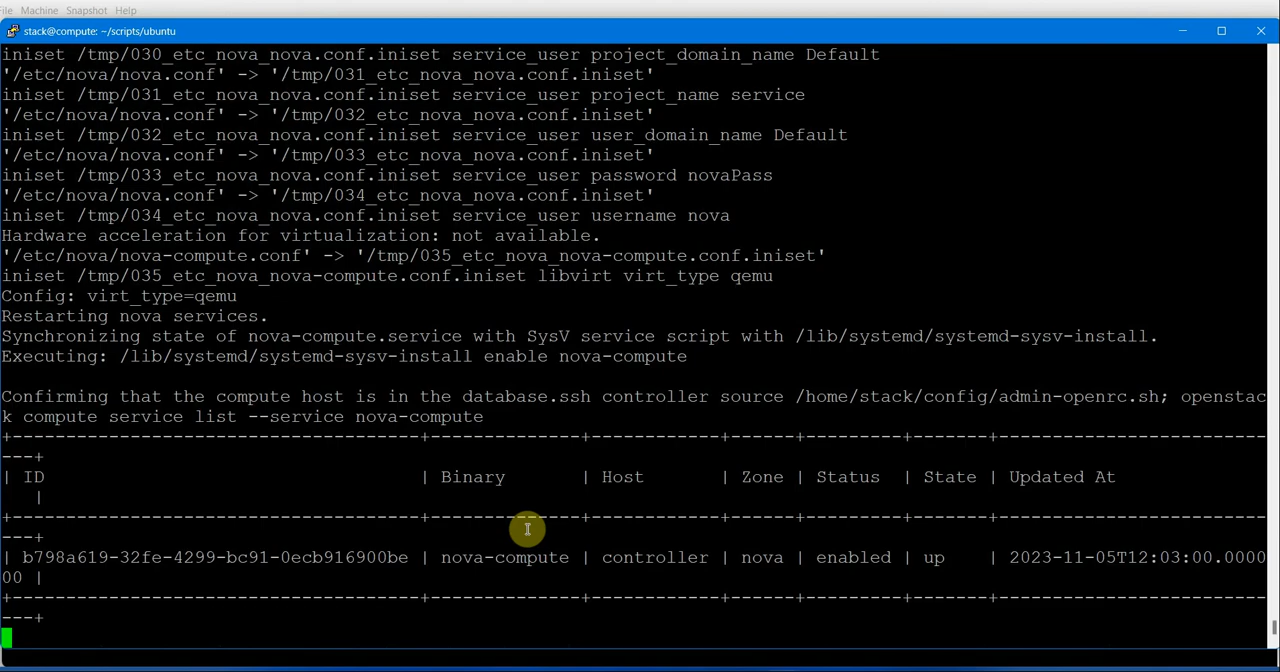 File Machine Snapshot Help
stack@compute: ~/scripts/ubuntu
iniset /tmp/030_etc_nova_nova.conf.iniset service_user project_domain_name Default
'/etc/nova/nova.conf' -> '/tmp/031_etc_nova_nova.conf.iniset'
iniset /tmp/031_etc_nova_nova.conf.iniset service_user project_name service
'/etc/nova/nova.conf' -> '/tmp/032_etc_nova_nova.conf.iniset'
iniset /tmp/032_etc_nova_nova.conf.iniset service_user user_domain_name Default
'/etc/nova/nova.conf' -> '/tmp/033_etc_nova_nova.conf.iniset'
iniset /tmp/033_etc_nova_nova.conf.iniset service_user password novaPass
'/etc/nova/nova.conf' -> '/tmp/034_etc_nova_nova.conf.iniset'
iniset /tmp/034_etc_nova_nova.conf.iniset service_user username nova
Hardware acceleration for virtualization: not available.
'/etc/nova/nova-compute.conf' -> '/tmp/035_etc_nova_nova-compute.conf.iniset'
iniset /tmp/035_etc_nova_nova-compute.conf.iniset libvirt virt_type qemu
Config: virt_type=qemu
Restarting nova services.
Synchronizing state of nova-compute.service with SysV service script with /lib/systemd/systemd-sysv-install.
Executing: /lib/systemd/systemd-sysv-install enable nova-compute
Confirming that the compute host is in the database.ssh controller source /home/stack/config/admin-openrc.sh; openstac
k compute service list --service nova-compute
+--------------------------------------+--------------+------------+------+---------+-------+-------------------------
---+
| ID                                   | Binary       | Host       | Zone | Status  | State | Updated At
   |
+--------------------------------------+--------------+------------+------+---------+-------+-------------------------
---+
| b798a619-32fe-4299-bc91-0ecb916900be | nova-compute | controller | nova | enabled | up    | 2023-11-05T12:03:00.0000
00 |
+--------------------------------------+--------------+------------+------+---------+-------+-------------------------
---+